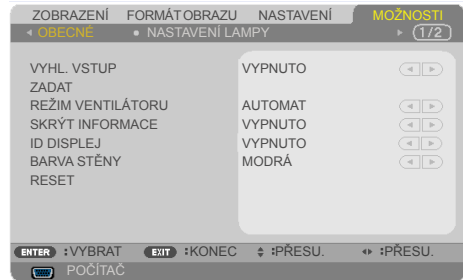 ZOBRAZENÍ FORMÁT OBRAZU NASTAVENÍ MOŽNOSTI
OBECNÉ • NASTAVENÍ LAMPY 1/2
VYHL. VSTUP VYPNUTO
ZADAT
REŽIM VENTILÁTORU AUTOMAT
SKRÝT INFORMACE VYPNUTO
ID DISPLEJ VYPNUTO
BARVA STĚNY MODRÁ
RESET
ENTER :VYBRAT EXIT :KONEC :PŘESU. :PŘESU.
POČÍTAČ